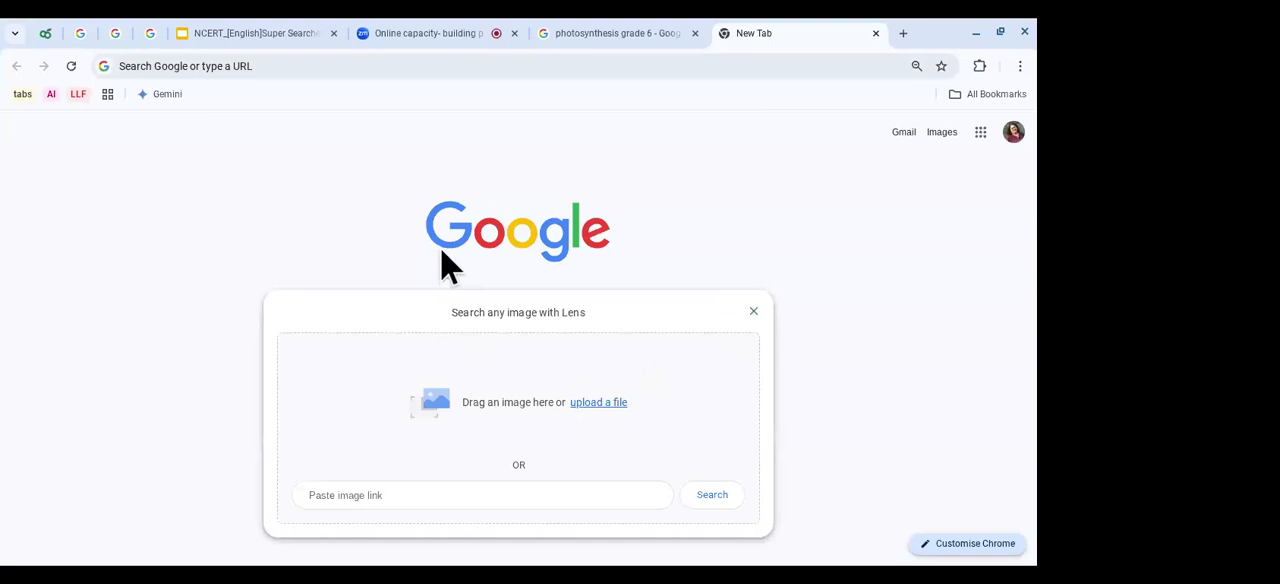 NCERT_[English]Super Searche
zm Online capacity- building p
photosynthesis grade 6 - Goog
New Tab
Search Google or type a URL
tabs AI LLF Gemini All Bookmarks
Gmail Images
Google
Search any image with Lens
Drag an image here or upload a file
OR
Paste image link Search
Customise Chrome